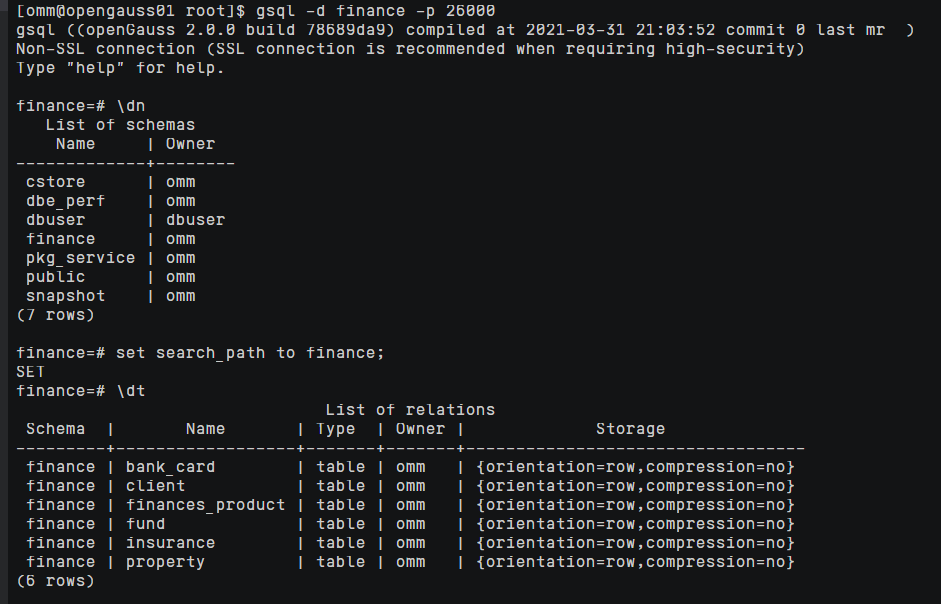 [omm@opengauss01 root]$ gsql -d finance -p 26000
gsql ((openGauss 2.0.0 build 78689da9) compiled at 2021-03-31 21:03:52 commit 0 last mr  )
Non-SSL connection (SSL connection is recommended when requiring high-security)
Type "help" for help.

finance=# \dn
   List of schemas
    Name     | Owner
-------------+--------
 cstore      | omm
 dbe_perf    | omm
 dbuser      | dbuser
 finance     | omm
 pkg_service | omm
 public      | omm
 snapshot    | omm
(7 rows)

finance=# set search_path to finance;
SET
finance=# \dt
                               List of relations
 Schema  |       Name       | Type  | Owner |             Storage
---------+------------------+-------+-------+----------------------------------
 finance | bank_card        | table | omm   | {orientation=row,compression=no}
 finance | client           | table | omm   | {orientation=row,compression=no}
 finance | finances_product | table | omm   | {orientation=row,compression=no}
 finance | fund             | table | omm   | {orientation=row,compression=no}
 finance | insurance        | table | omm   | {orientation=row,compression=no}
 finance | property         | table | omm   | {orientation=row,compression=no}
(6 rows)